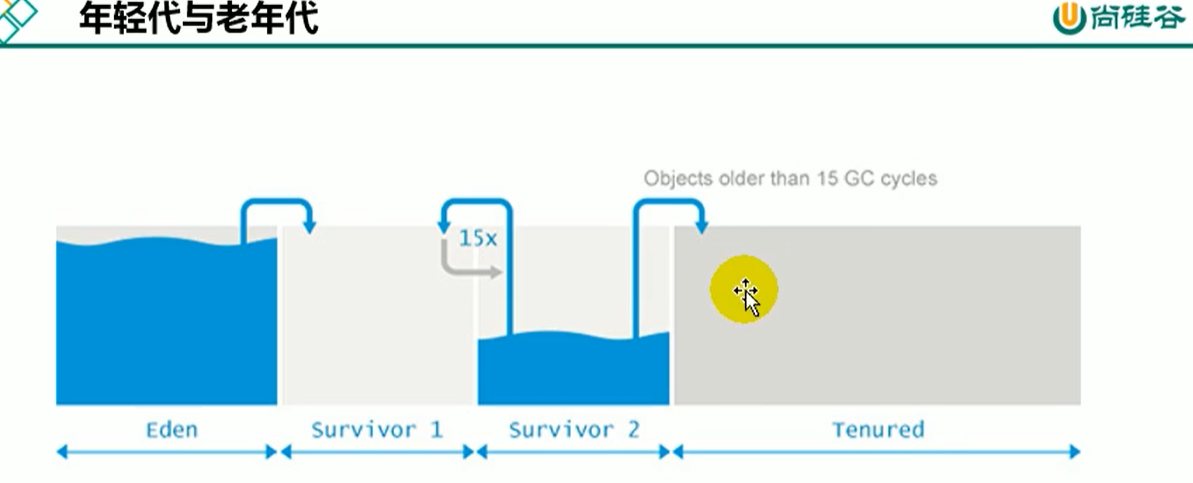 年轻代与老年代
尚硅谷
Objects older than 15 GC cycles
15x
Eden
Survivor 1
Survivor 2
Tenured